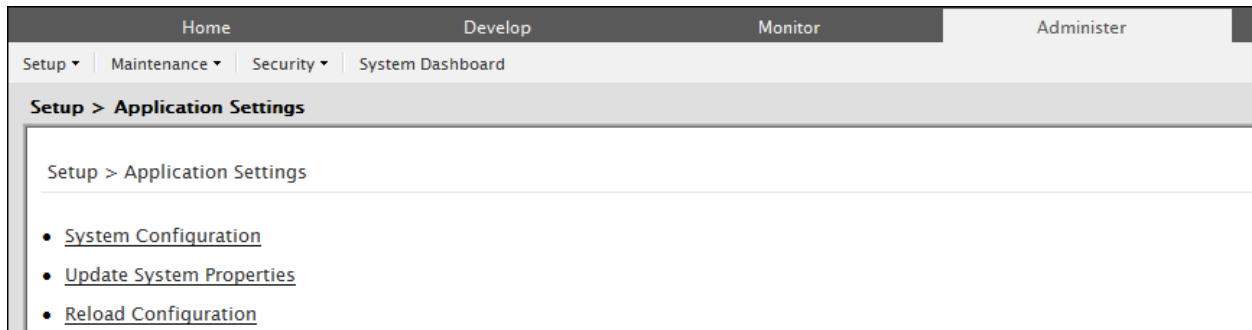 Home Develop Monitor Administer
Setup Maintenance Security System Dashboard
Setup > Application Settings
Setup > Application Settings
System Configuration
Update System Properties
Reload Configuration